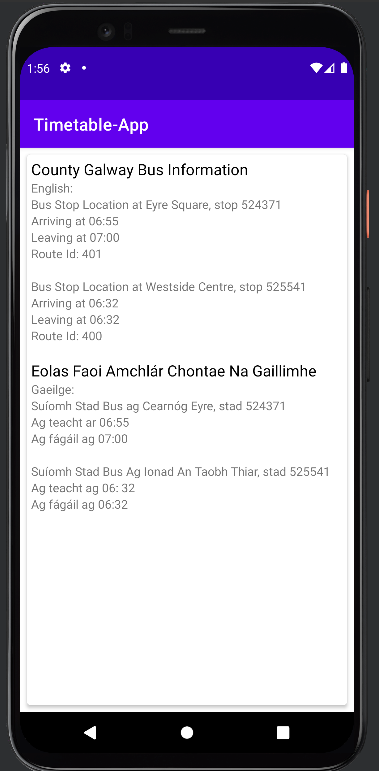 1:56
Timetable-App
County Galway Bus Information
English:
Bus Stop Location at Eyre Square, stop 524371
Arriving at 06:55
Leaving at 07:00
Route Id: 401
Bus Stop Location at Westside Centre, stop 525541
Arriving at 06:32
Leaving at 06:32
Route Id: 400
Eolas Faoi Amchlár Chontae Na Gaillimhe
Gaeilge:
Suíomh Stad Bus ag Cearnóg Eyre, stad 524371
Ag teacht ar 06:55
Ag fágáil ag 07:00
Suíomh Stad Bus Ag Ionad An Taobh Thiar, stad 525541
Ag teacht ag 06: 32
Ag fágáil ag 06:32